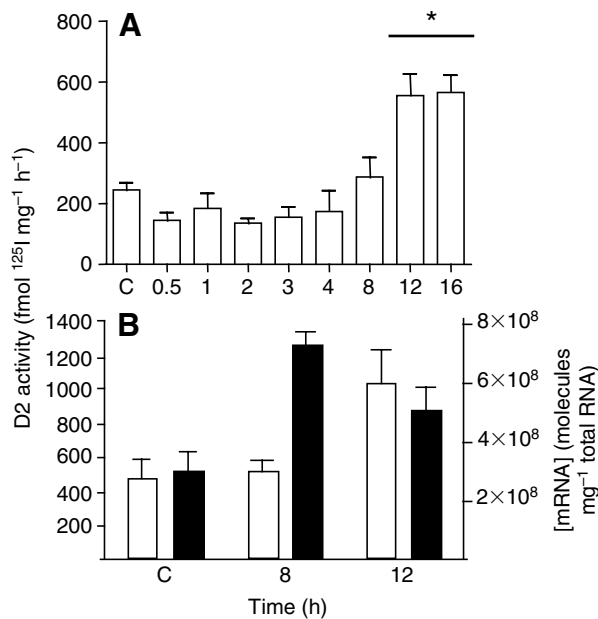 A
*
800
600
400
200
0
C 0.5 1 2 3 4 8 12 16
D2 activity (fmol ¹²⁵I mg⁻¹ h⁻¹)
B
1400
1200
1000
800
600
400
200
8×10⁸
6×10⁸
4×10⁸
2×10⁸
[mRNA] (molecules
mg⁻¹ total RNA)
C 8 12
Time (h)